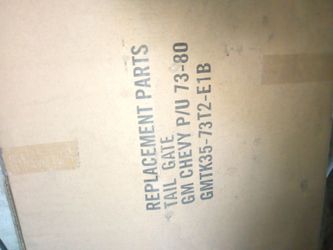 REPLACEMENT PARTS
TAIL GATE
GM CHEVY P/U 73-80
GMTK35-73T2-E1B